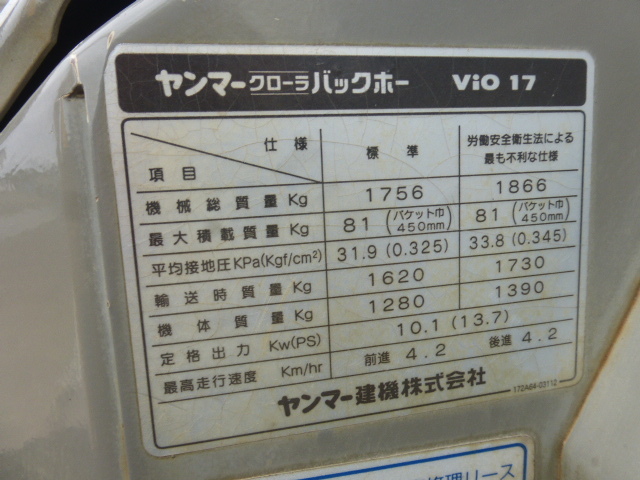 ヤンマークローラバックホー ViO 17
仕様
項目
標準
労働安全衛生法による
最も不利な仕様
機械総質量 Kg 1756 1866
最大積載質量 Kg 81 (バケット巾 450mm) 81 (バケット巾 450mm)
平均接地圧 KPa(Kgf/cm²) 31.9 (0.325) 33.8 (0.345)
輸送時質量 Kg 1620 1730
機体質量 Kg 1280 1390
定格出力 Kw(PS) 10.1 (13.7)
最高走行速度 Km/hr 前進 4.2 後進 4.2
ヤンマー建機株式会社
修理リース